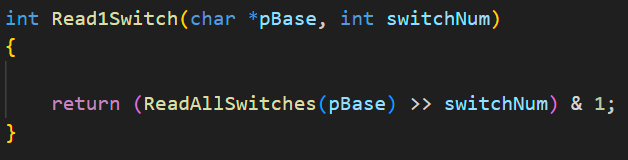 int Read1Switch(char *pBase, int switchNum)
{
return (ReadAllSwitches(pBase) >> switchNum) & 1;
}